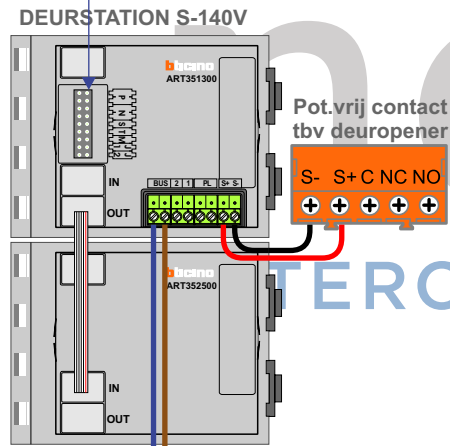 DEURSTATION S-140V
bticino
ART351300
P N S T M 1 2
Pot.vrij contact
tbv deuropener
IN
BUS 2 1 PL S+ S-
S- S+ C NC NO
OUT
bticino
ART352500
TERC
IN
OUT